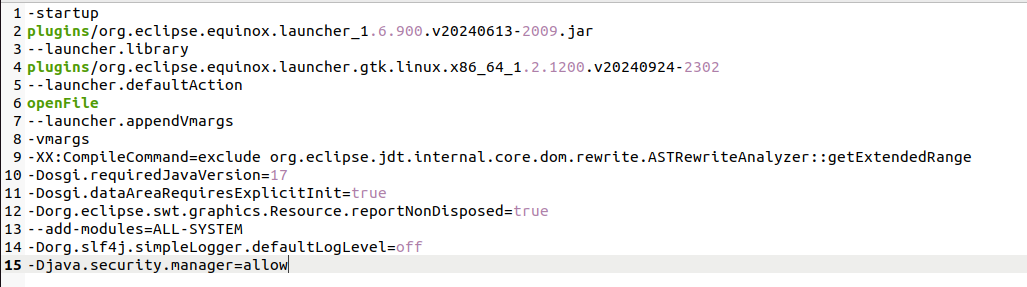 1 -startup
2 plugins/org.eclipse.equinox.launcher_1.6.900.v20240613-2009.jar
3 --launcher.library
4 plugins/org.eclipse.equinox.launcher.gtk.linux.x86_64_1.2.1200.v20240924-2302
5 --launcher.defaultAction
6 openFile
7 --launcher.appendVmargs
8 -vmargs
9 -XX:CompileCommand=exclude org.eclipse.jdt.internal.core.dom.rewrite.ASTRewriteAnalyzer::getExtendedRange
10 -Dosgi.requiredJavaVersion=17
11 -Dosgi.dataAreaRequiresExplicitInit=true
12 -Dorg.eclipse.swt.graphics.Resource.reportNonDisposed=true
13 --add-modules=ALL-SYSTEM
14 -Dorg.slf4j.simpleLogger.defaultLogLevel=off
15 -Djava.security.manager=allow